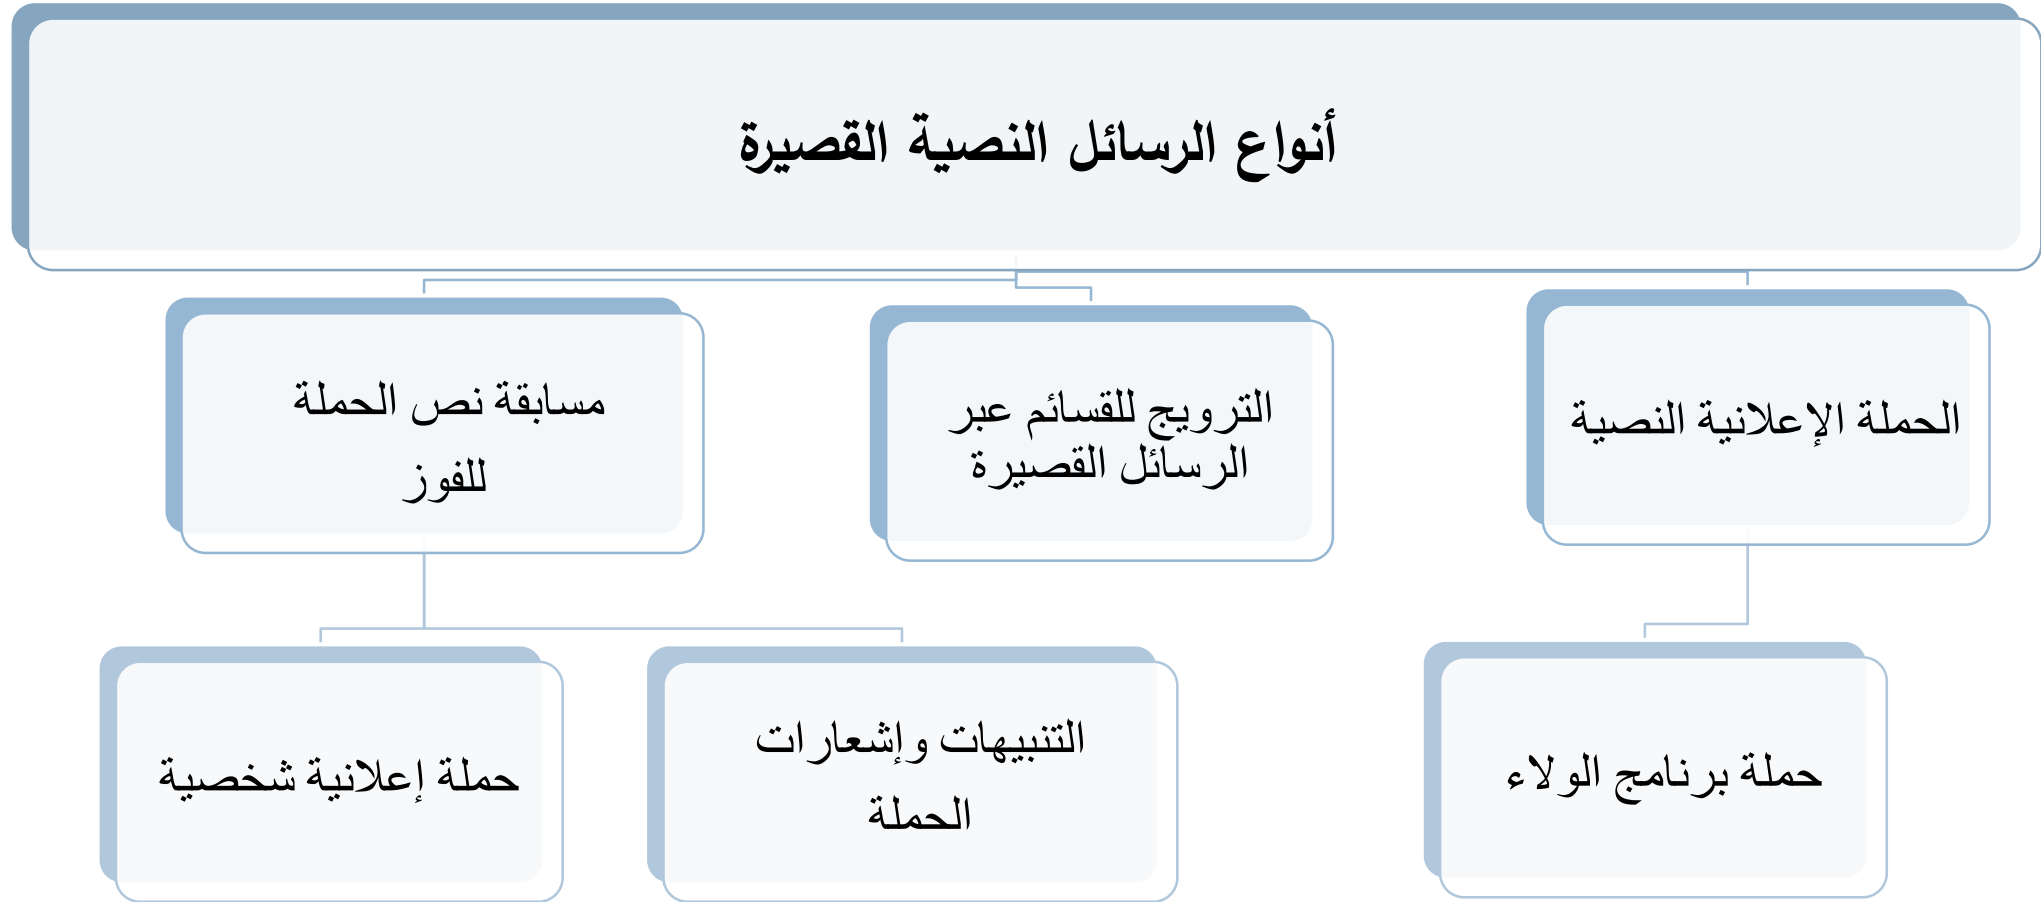 أنواع الرسائل النصية القصيرة
الحملة الإعلانية النصية
الترويج للقسائم عبر
الرسائل القصيرة
مسابقة نص الحملة
للفوز
حملة برنامج الولاء
التنبيهات وإشعارات
الحملة
حملة إعلانية شخصية